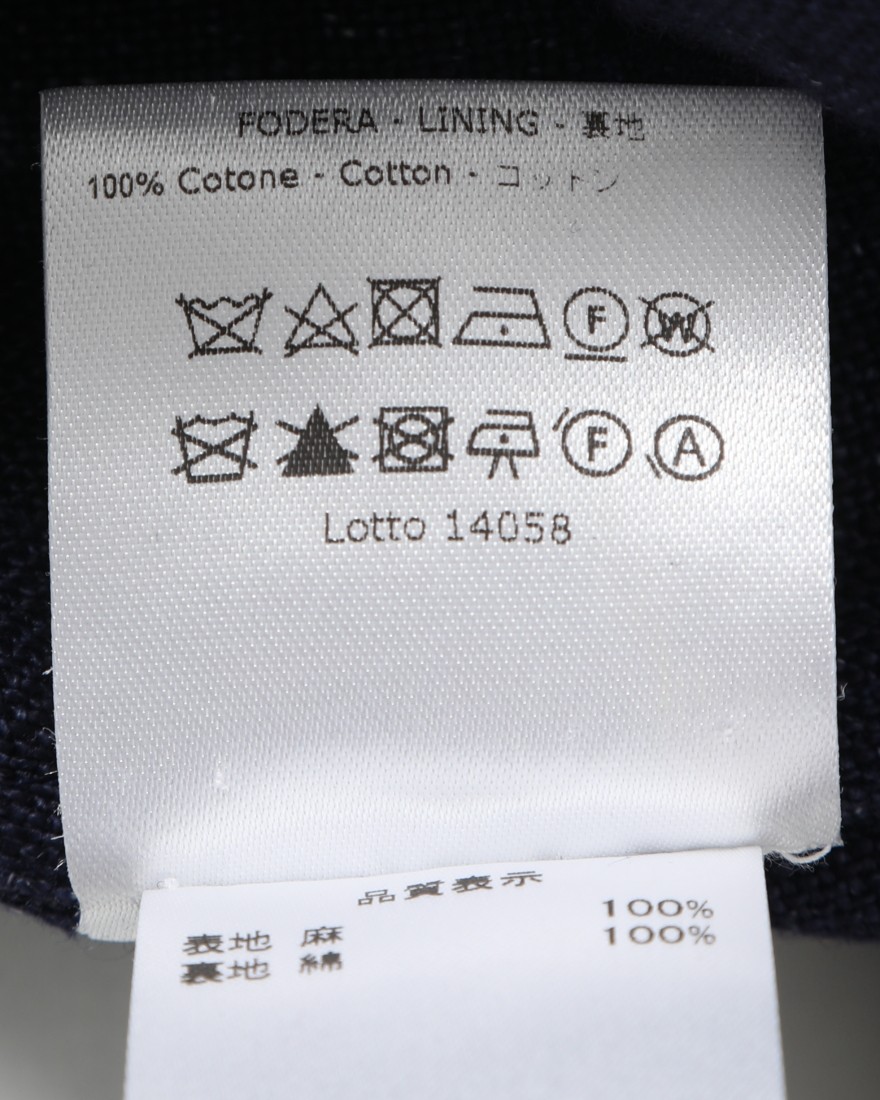 FODERA - LINING - 裏地
100% Cotone - Cotton - コットン
F W
F A
Lotto 14058
品質表示
表地 麻 100%
裏地 綿 100%